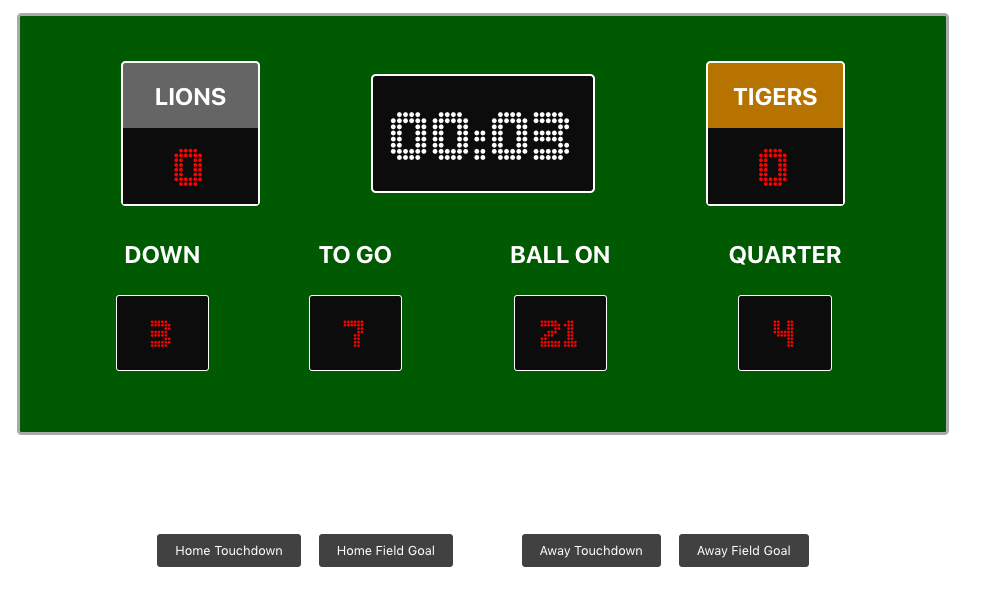 LIONS
00:03
TIGERS
0
0
DOWN
TO GO
BALL ON
QUARTER
3
7
21
4
Home Touchdown
Home Field Goal
Away Touchdown
Away Field Goal